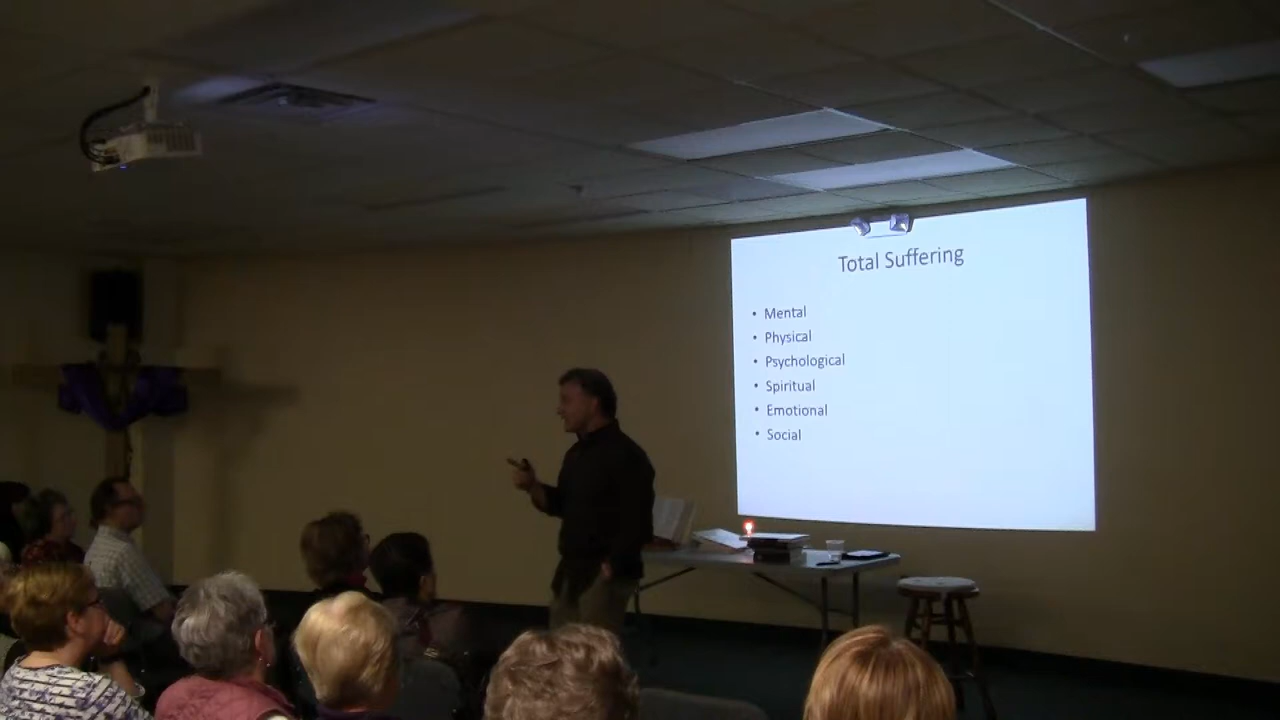 Total Suffering
• Mental
• Physical
• Psychological
• Spiritual
• Emotional
• Social